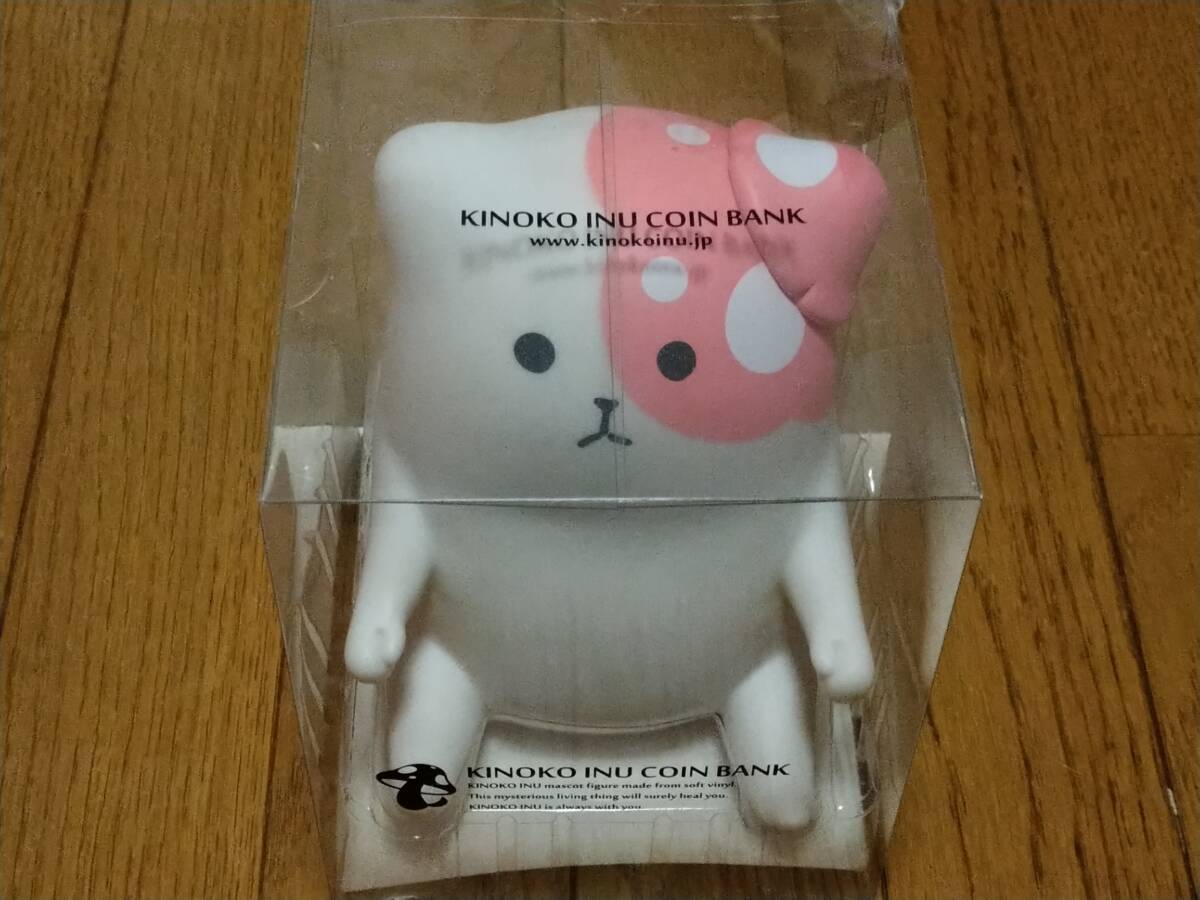 KINOKO INU COIN BANK
www.kinokoinu.jp
KINOKO INU COIN BANK
KINOKO INU mascot figure made from soft vinyl.
This mysterious living thing will surely heal you.
KINOKO INU is always with you.